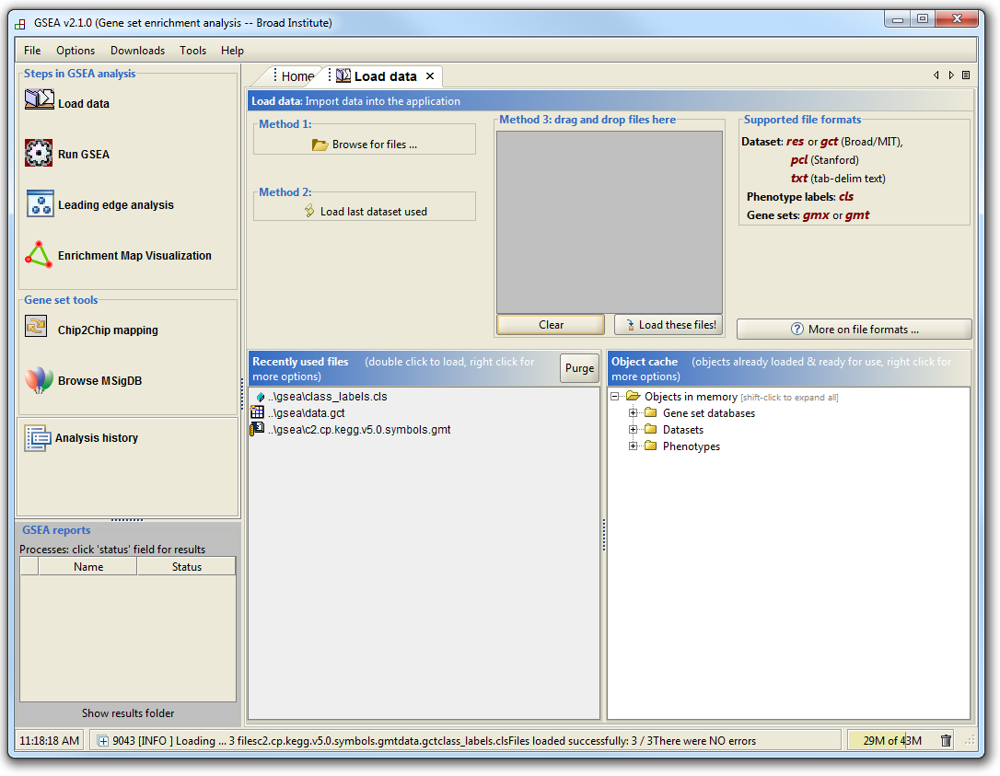 GSEA v2.1.0 (Gene set enrichment analysis -- Broad Institute)
File Options Downloads Tools Help
Steps in GSEA analysis
Load data
Run GSEA
Leading edge analysis
Enrichment Map Visualization
Gene set tools
Chip2Chip mapping
Browse MSigDB
Analysis history
GSEA reports
Processes: click 'status' field for results
Name Status
Show results folder
Home Load data
Load data: Import data into the application
Method 1:
Browse for files ...
Method 2:
Load last dataset used
Method 3: drag and drop files here
Clear Load these files!
Supported file formats
Dataset: res or gct (Broad/MIT),
pcl (Stanford)
txt (tab-delim text)
Phenotype labels: cls
Gene sets: gmx or gmt
More on file formats ...
Recently used files (double click to load, right click for
more options)
Purge
..\gsea\class_labels.cls
..\gsea\data.gct
..\gsea\c2.cp.kegg.v5.0.symbols.gmt
Object cache (objects already loaded & ready for use, right click for
more options)
Objects in memory [shift-click to expand all]
Gene set databases
Datasets
Phenotypes
11:18:18 AM 9043 [INFO ] Loading ... 3 filesc2.cp.kegg.v5.0.symbols.gmtdata.gctclass_labels.clsFiles loaded successfully: 3 / 3There were NO errors 29M of 43M